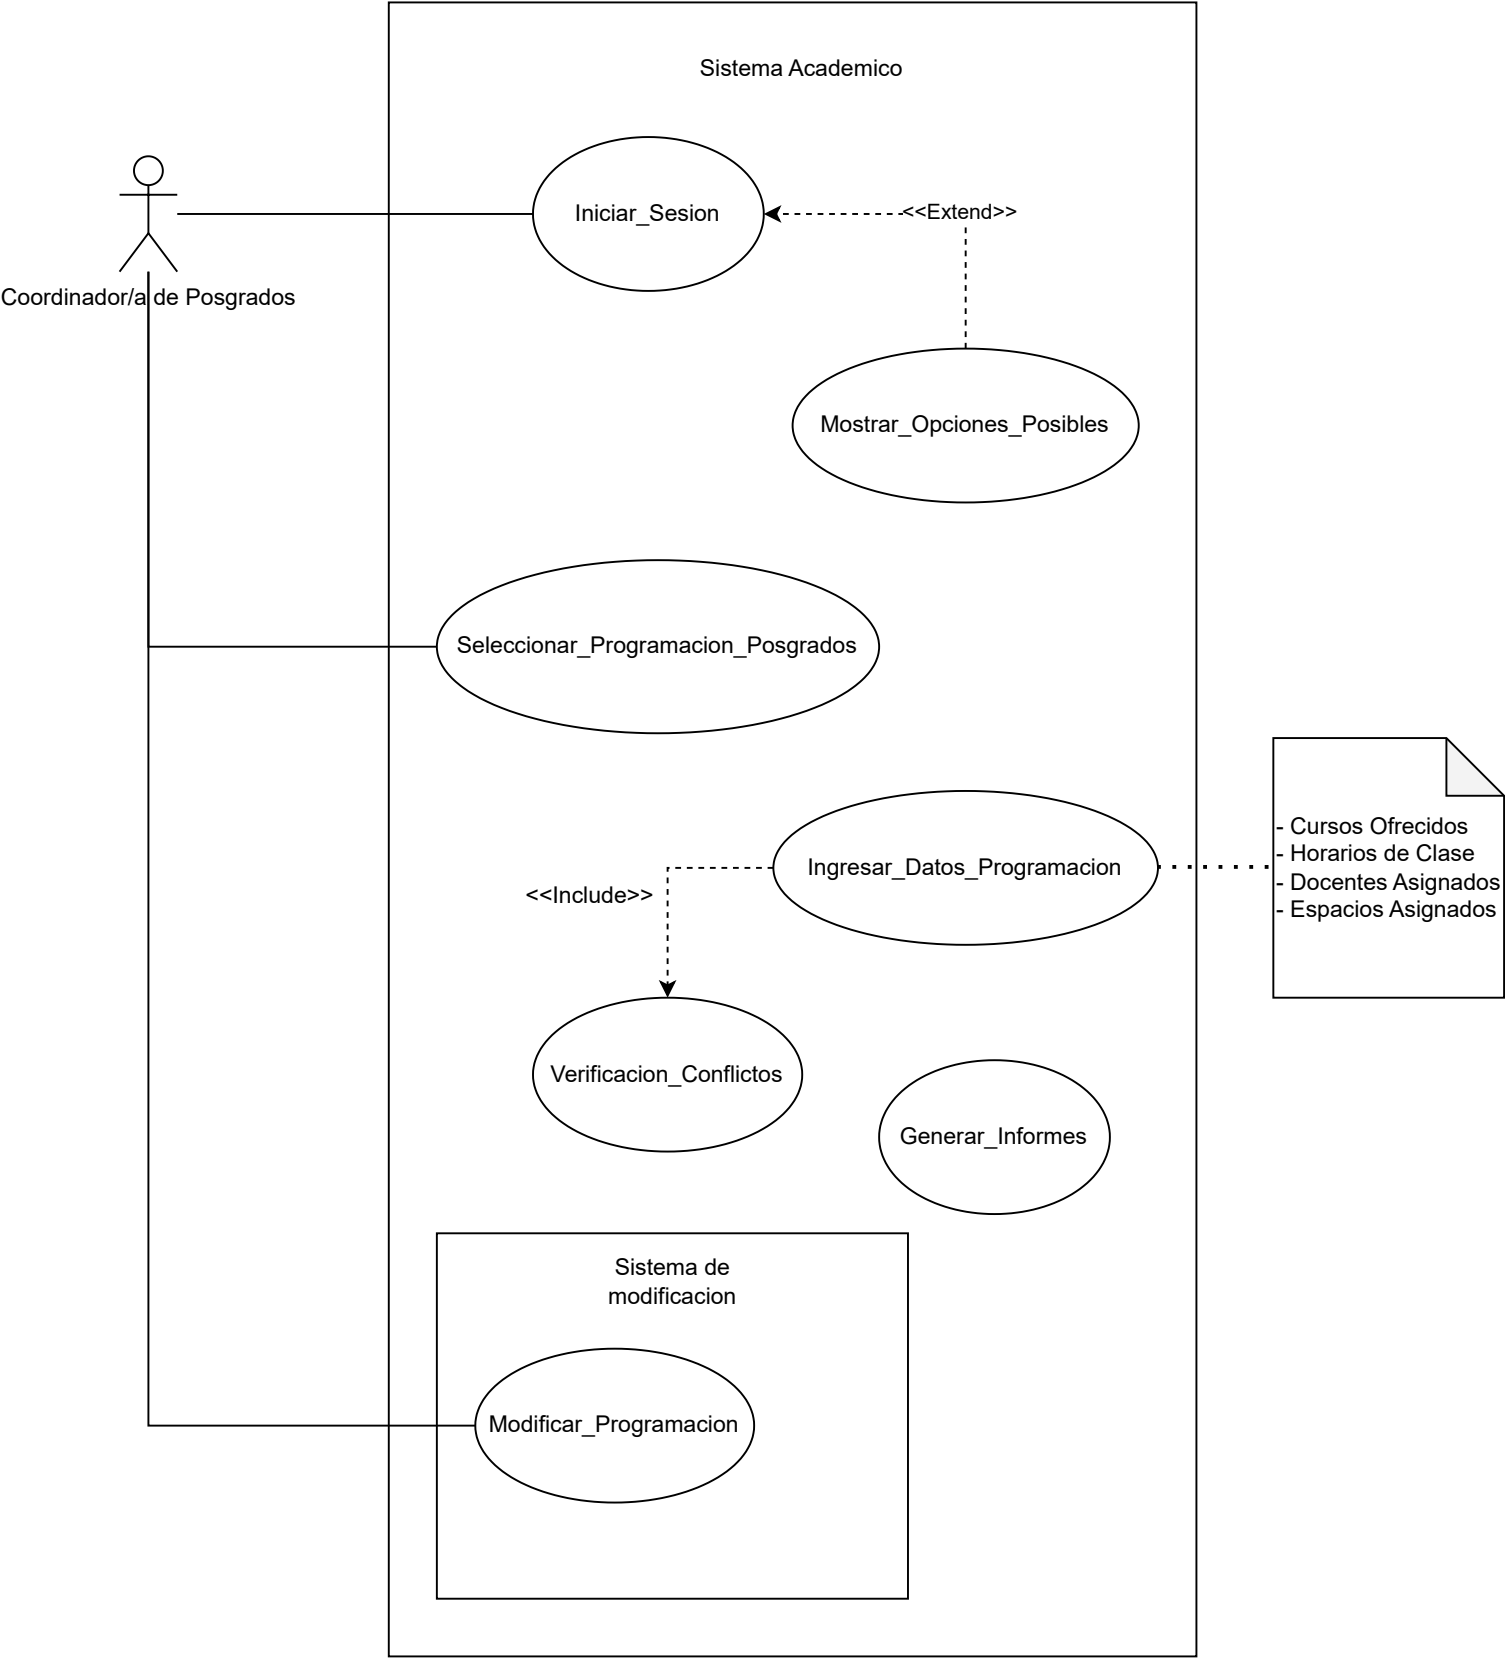 Sistema Academico
Iniciar_Sesion
<<Extend>>
Coordinador/a de Posgrados
Mostrar_Opciones_Posibles
Seleccionar_Programacion_Posgrados
Ingresar_Datos_Programacion
- Cursos Ofrecidos
- Horarios de Clase
- Docentes Asignados
- Espacios Asignados
<<Include>>
Verificacion_Conflictos
Generar_Informes
Sistema de
modificacion
Modificar_Programacion